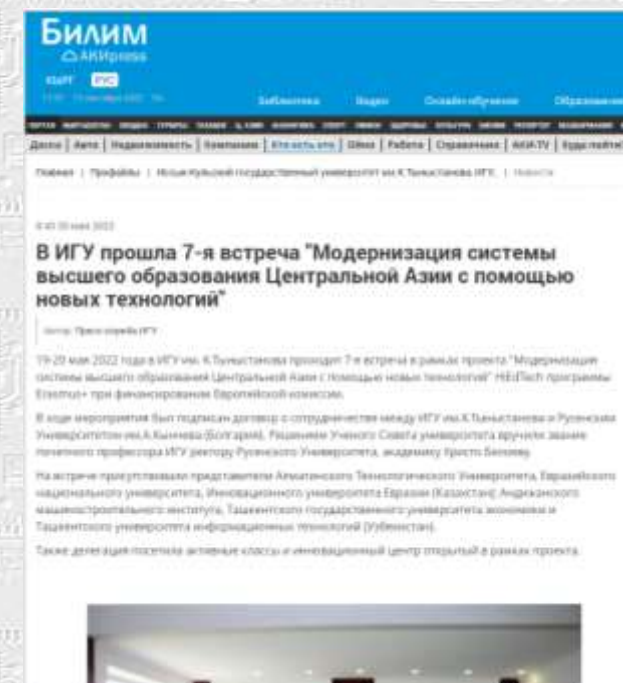 Билим
АКИpress
КЫРГ РУС
Библиотека Видео Онлайн обучение
Доска | Авто | Недвижимость | Компании | Кто есть кто | Обмен | Работа | Справочник | AKIA-TV | Куда пойти?
Главная | Профайлы | Иссык-Кульский государственный университет им К.Тыныстанова, ИГУ. | Новости
20 мая 2022
В ИГУ прошла 7-я встреча "Модернизация системы
высшего образования Центральной Азии с помощью
новых технологий"
Автор: Пресс-служба ИГУ
19-20 мая 2022 года в ИГУ им. К.Тыныстанова проходит 7-я встреча в рамках проекта "Модернизация
системы высшего образования Центральной Азии с помощью новых технологий" HiEdTech программы
Erasmus+ при финансировании Европейской комиссии.
В ходе мероприятия был подписан договор о сотрудничестве между ИГУ им.К.Тыныстанова и Русенским
Университетом им.А.Кынчева (Болгария). Решением Ученого Совета университета вручили звание
почетного профессора ИГУ ректору Русенского Университета, академику Христо Белоеву.
На встрече присутствовали представители Алматинского Технологического Университета, Евразийского
национального университета, Инновационного университета Евразии (Казахстан); Андижанского
машиностроительного института, Ташкентского государственного университета экономики и
Ташкентского университета информационных технологий (Узбекистан).
Также делегация посетила активные классы и инновационный центр открытый в рамках проекта.